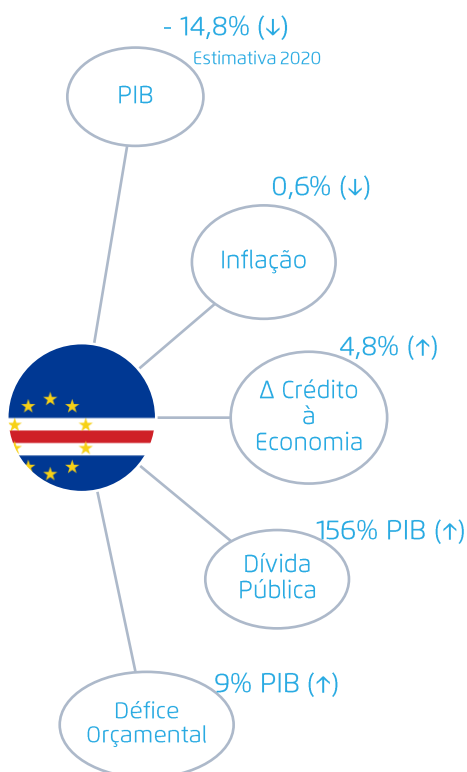 - 14,8% (↓)
Estimativa 2020
PIB
0,6% (↓)
Inflação
4,8% (↑)
Δ Crédito
à
Economia
156% PIB (↑)
Dívida
Pública
9% PIB (↑)
Défice
Orçamental